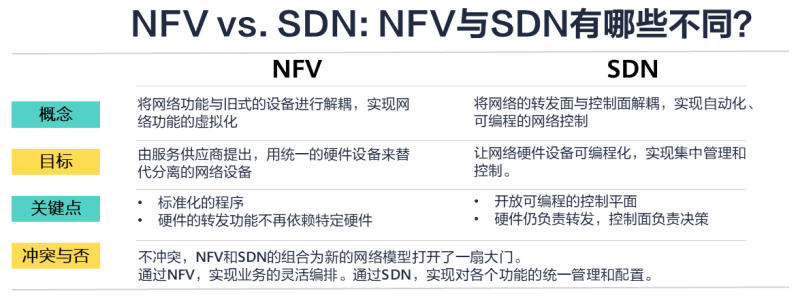 NFV vs. SDN: NFV与SDN有哪些不同?
NFV
SDN
概念
将网络功能与旧式的设备进行解耦，实现网
络功能的虚拟化
将网络的转发面与控制面解耦，实现自动化、
可编程的网络控制
目标
由服务供应商提出，用统一的硬件设备来替
代分离的网络设备
让网络硬件设备可编程化，实现集中管理和
控制。
关键点
• 标准化的程序
• 硬件的转发功能不再依赖特定硬件
• 开放可编程的控制平面
• 硬件仍负责转发，控制面负责决策
冲突与否
不冲突，NFV和SDN的组合为新的网络模型打开了一扇大门。
通过NFV，实现业务的灵活编排。通过SDN，实现对各个功能的统一管理和配置。